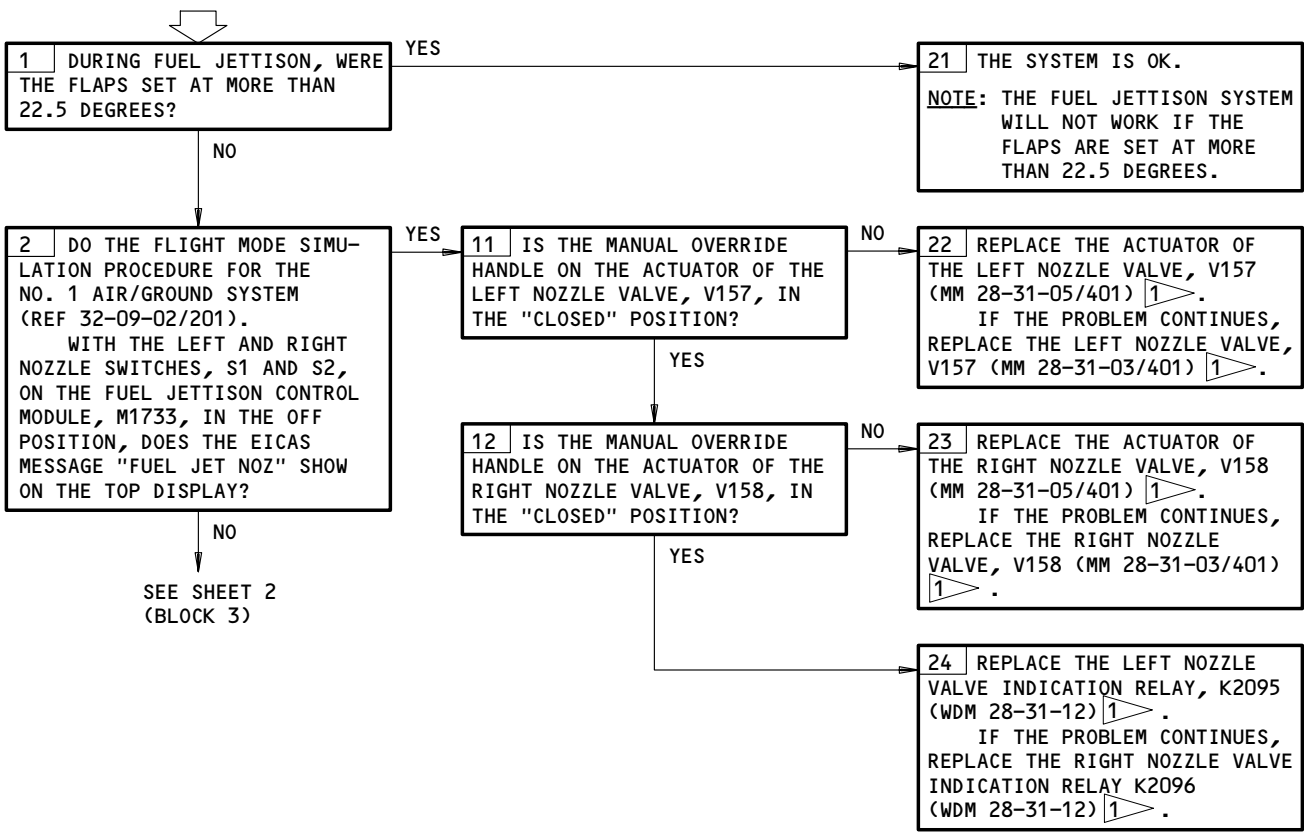 1 DURING FUEL JETTISON, WERE
THE FLAPS SET AT MORE THAN
22.5 DEGREES?
YES
NO
21 THE SYSTEM IS OK.
NOTE: THE FUEL JETTISON SYSTEM
WILL NOT WORK IF THE
FLAPS ARE SET AT MORE
THAN 22.5 DEGREES.
2 DO THE FLIGHT MODE SIMU-
LATION PROCEDURE FOR THE
NO. 1 AIR/GROUND SYSTEM
(REF 32-09-02/201).
WITH THE LEFT AND RIGHT
NOZZLE SWITCHES, S1 AND S2,
ON THE FUEL JETTISON CONTROL
MODULE, M1733, IN THE OFF
POSITION, DOES THE EICAS
MESSAGE "FUEL JET NOZ" SHOW
ON THE TOP DISPLAY?
YES
NO
SEE SHEET 2
(BLOCK 3)
11 IS THE MANUAL OVERRIDE
HANDLE ON THE ACTUATOR OF THE
LEFT NOZZLE VALVE, V157, IN
THE "CLOSED" POSITION?
NO
YES
22 REPLACE THE ACTUATOR OF
THE LEFT NOZZLE VALVE, V157
(MM 28-31-05/401) 1.
IF THE PROBLEM CONTINUES,
REPLACE THE LEFT NOZZLE VALVE,
V157 (MM 28-31-03/401) 1.
12 IS THE MANUAL OVERRIDE
HANDLE ON THE ACTUATOR OF THE
RIGHT NOZZLE VALVE, V158, IN
THE "CLOSED" POSITION?
NO
YES
23 REPLACE THE ACTUATOR OF
THE RIGHT NOZZLE VALVE, V158
(MM 28-31-05/401) 1.
IF THE PROBLEM CONTINUES,
REPLACE THE RIGHT NOZZLE
VALVE, V158 (MM 28-31-03/401)
1.
24 REPLACE THE LEFT NOZZLE
VALVE INDICATION RELAY, K2095
(WDM 28-31-12) 1.
IF THE PROBLEM CONTINUES,
REPLACE THE RIGHT NOZZLE VALVE
INDICATION RELAY K2096
(WDM 28-31-12) 1.